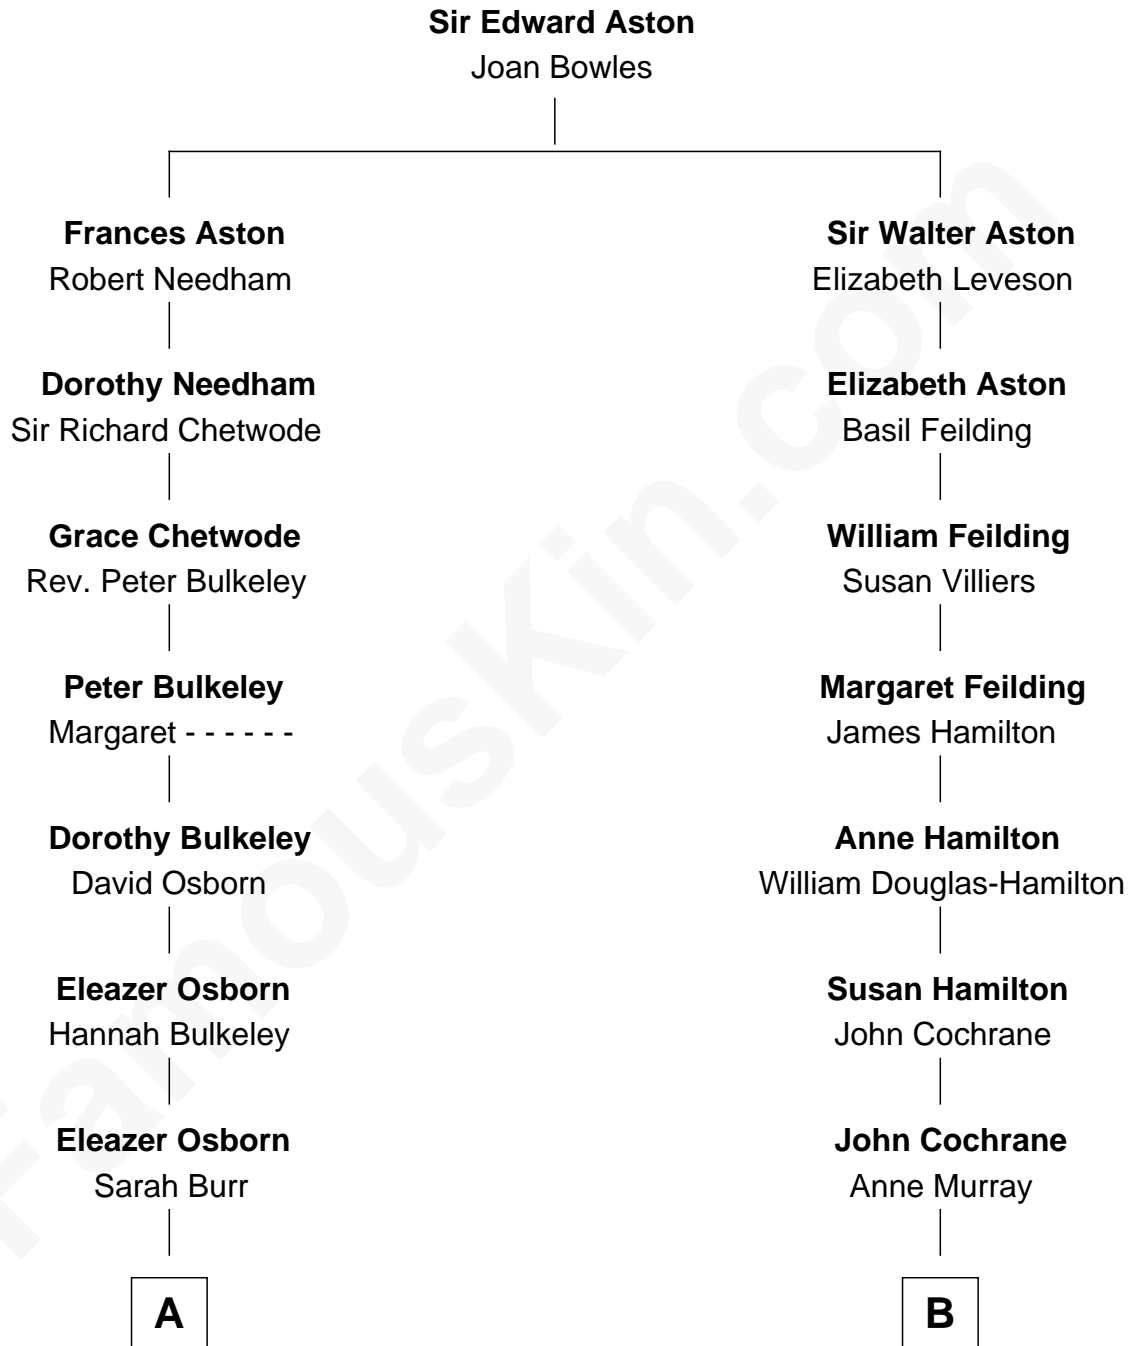 Sir Edward Aston
Joan Bowles
Frances Aston
Robert Needham
Sir Walter Aston
Elizabeth Leveson
Dorothy Needham
Sir Richard Chetwode
Elizabeth Aston
Basil Feilding
Grace Chetwode
Rev. Peter Bulkeley
William Feilding
Susan Villiers
Peter Bulkeley
Margaret - - - - - -
Margaret Feilding
James Hamilton
Dorothy Bulkeley
David Osborn
Anne Hamilton
William Douglas-Hamilton
Eleazer Osborn
Hannah Bulkeley
Susan Hamilton
John Cochrane
Eleazer Osborn
Sarah Burr
John Cochrane
Anne Murray
A
B
FamousKin.com